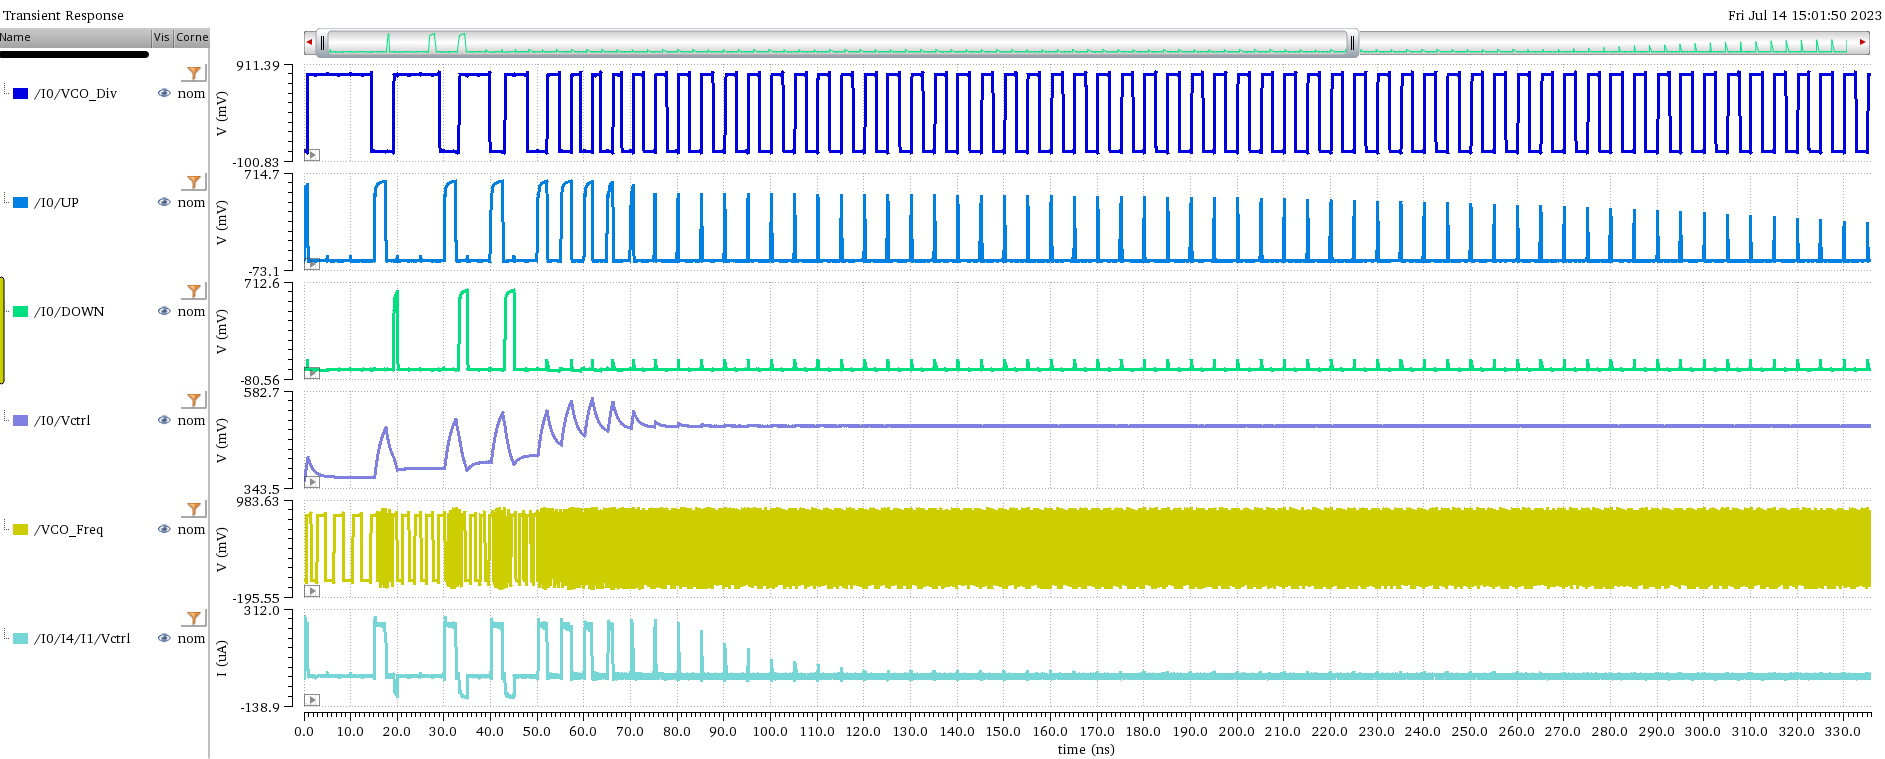 Transient Response
Fri Jul 14 15:01:50 2023
Name Vis Corne
/I0/VCO_Div nom
911.39
V (mV)
-100.83
/I0/UP nom
714.7
V (mV)
-73.1
/I0/DOWN nom
712.6
V (mV)
-80.56
/I0/Vctrl nom
582.7
V (mV)
343.5
/VCO_Freq nom
983.63
V (mV)
-195.55
/I0/I4/I1/Vctrl nom
312.0
I (uA)
-138.9
0.0 10.0 20.0 30.0 40.0 50.0 60.0 70.0 80.0 90.0 100.0 110.0 120.0 130.0 140.0 150.0 160.0 170.0 180.0 190.0 200.0 210.0 220.0 230.0 240.0 250.0 260.0 270.0 280.0 290.0 300.0 310.0 320.0 330.0
time (ns)